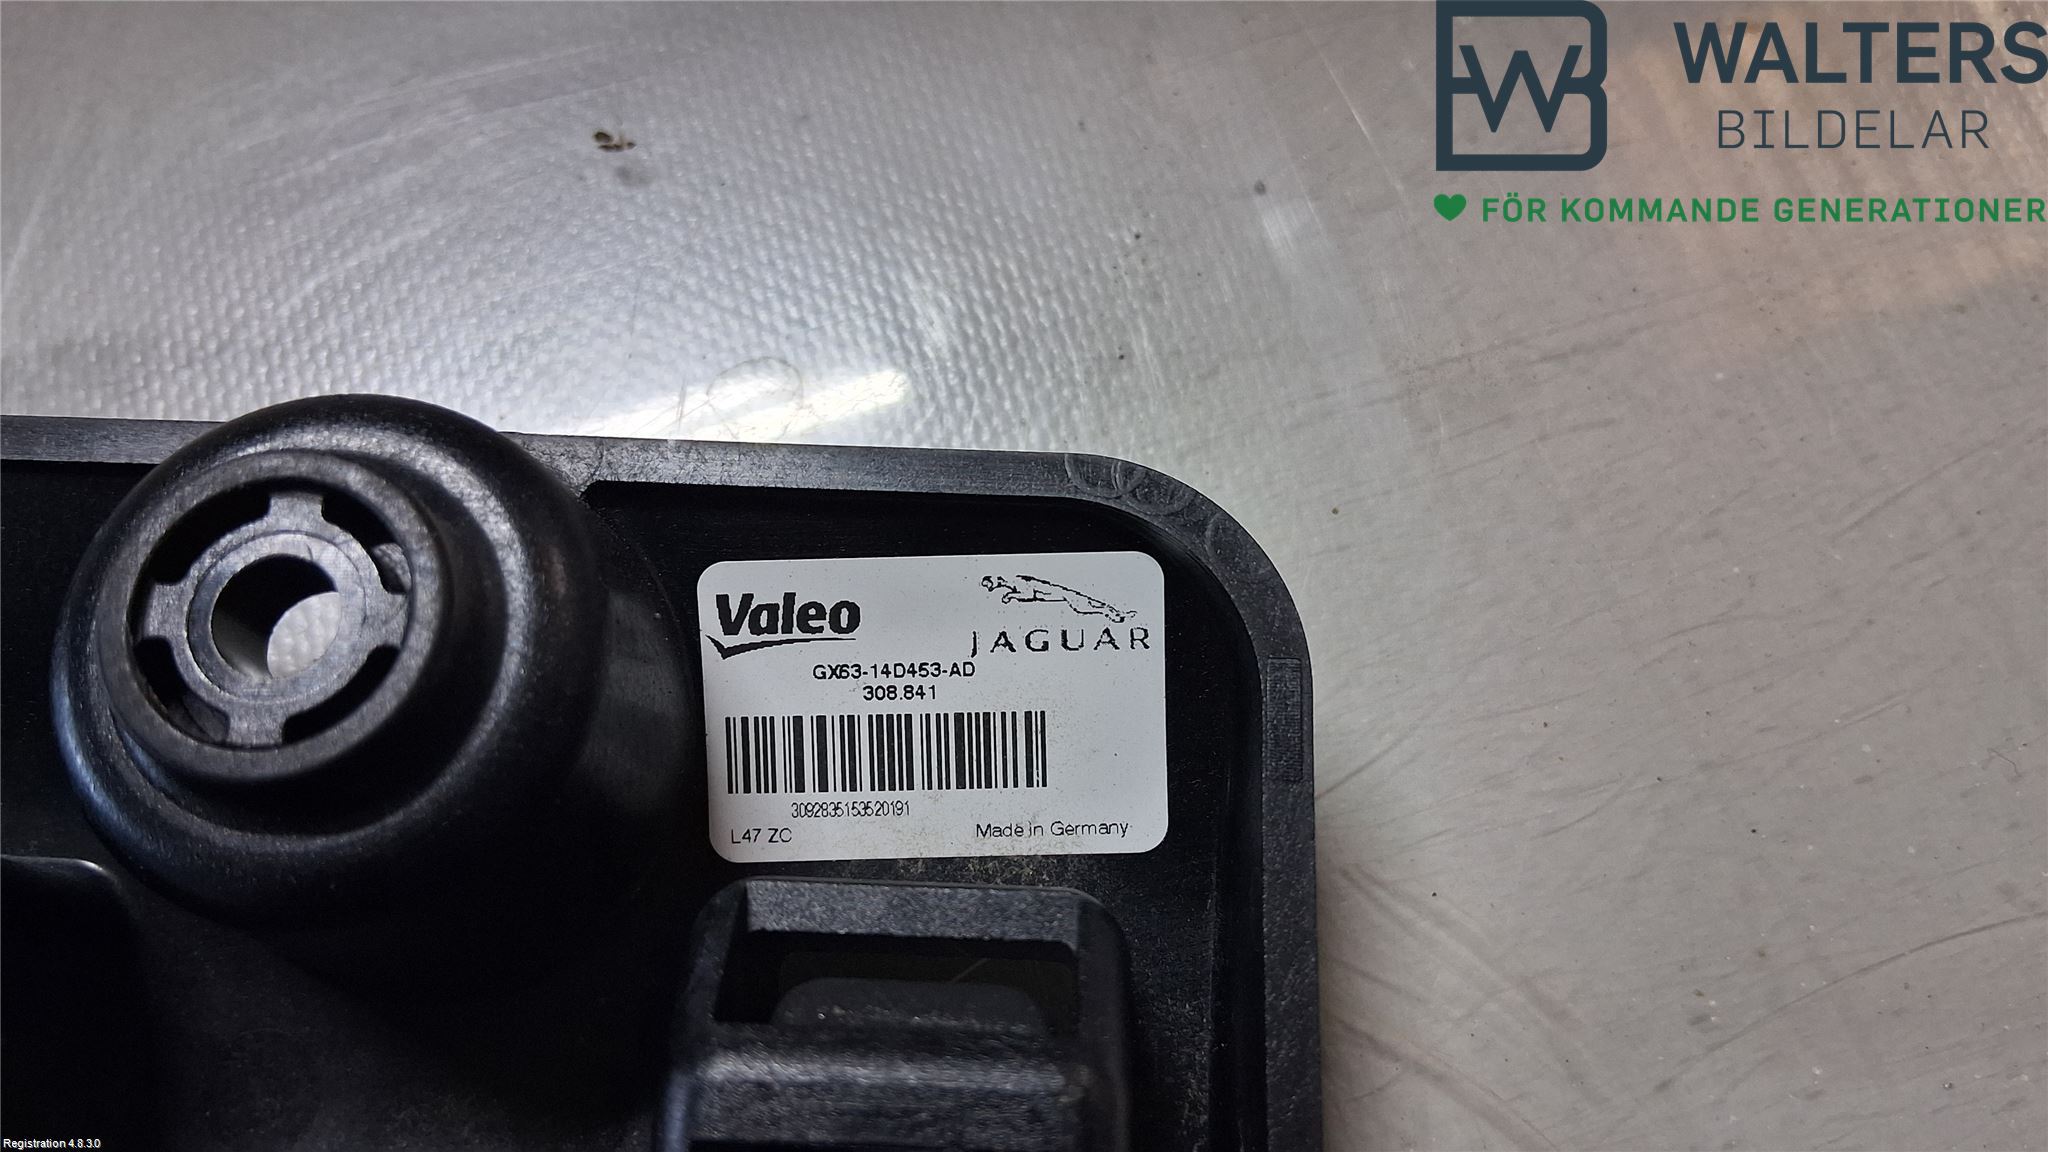 WALTERS
BILDELAR
FÖR KOMMANDE GENERATIONER
Valeo
JAGUAR
GX63-14D453-AD
308.841
3092835153520191
L47 ZC
Made in Germany
Registration 4.8.3.0